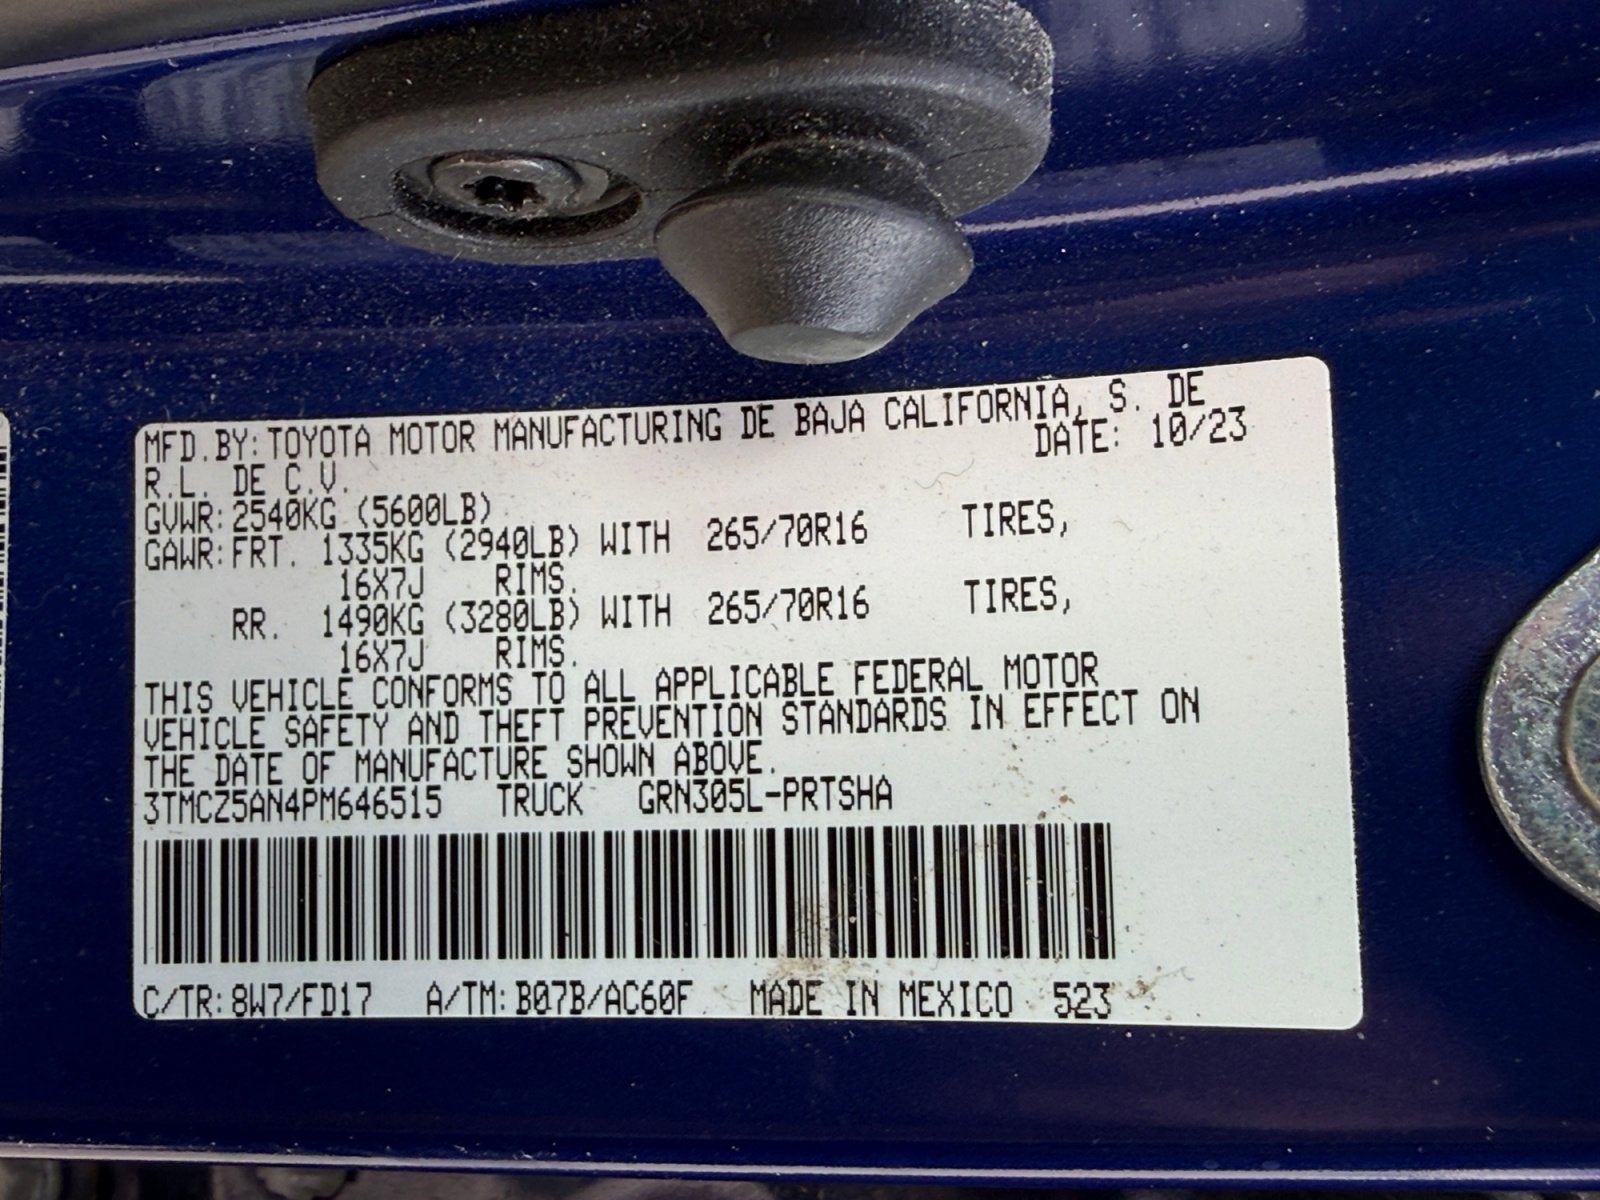 MFD.BY:TOYOTA MOTOR MANUFACTURING DE BAJA CALIFORNIA, S. DE
R.L. DE C.V. DATE: 10/23
GVWR:2540KG (5600LB)
GAWR:FRT. 1335KG (2940LB) WITH 265/70R16 TIRES,
16X7J RIMS.
RR. 1490KG (3280LB) WITH 265/70R16 TIRES,
16X7J RIMS.
THIS VEHICLE CONFORMS TO ALL APPLICABLE FEDERAL MOTOR
VEHICLE SAFETY AND THEFT PREVENTION STANDARDS IN EFFECT ON
THE DATE OF MANUFACTURE SHOWN ABOVE.
3TMCZ5AN4PM646515 TRUCK GRN305L-PRTSHA
C/TR:8W7/FD17 A/TM:B07B/AC60F MADE IN MEXICO 523